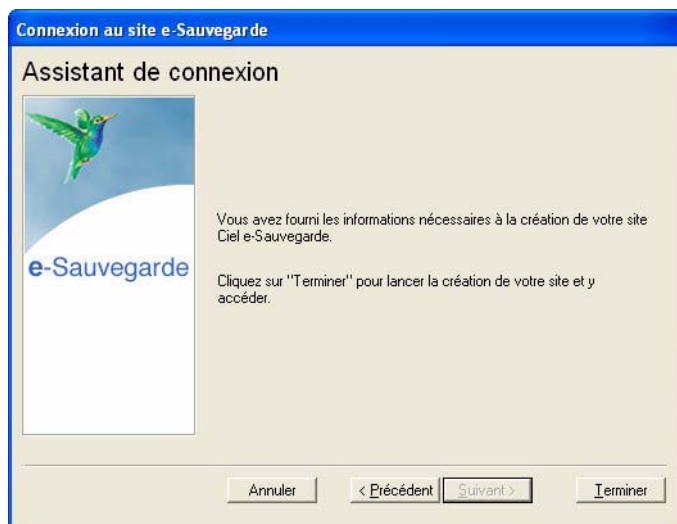 Connexion au site e-Sauvegarde
Assistant de connexion
e-Sauvegarde
Vous avez fourni les informations nécessaires à la création de votre site
Ciel e-Sauvegarde.
Cliquez sur "Terminer" pour lancer la création de votre site et y
accéder.
Annuler
< Précédent
Suivant >
Terminer